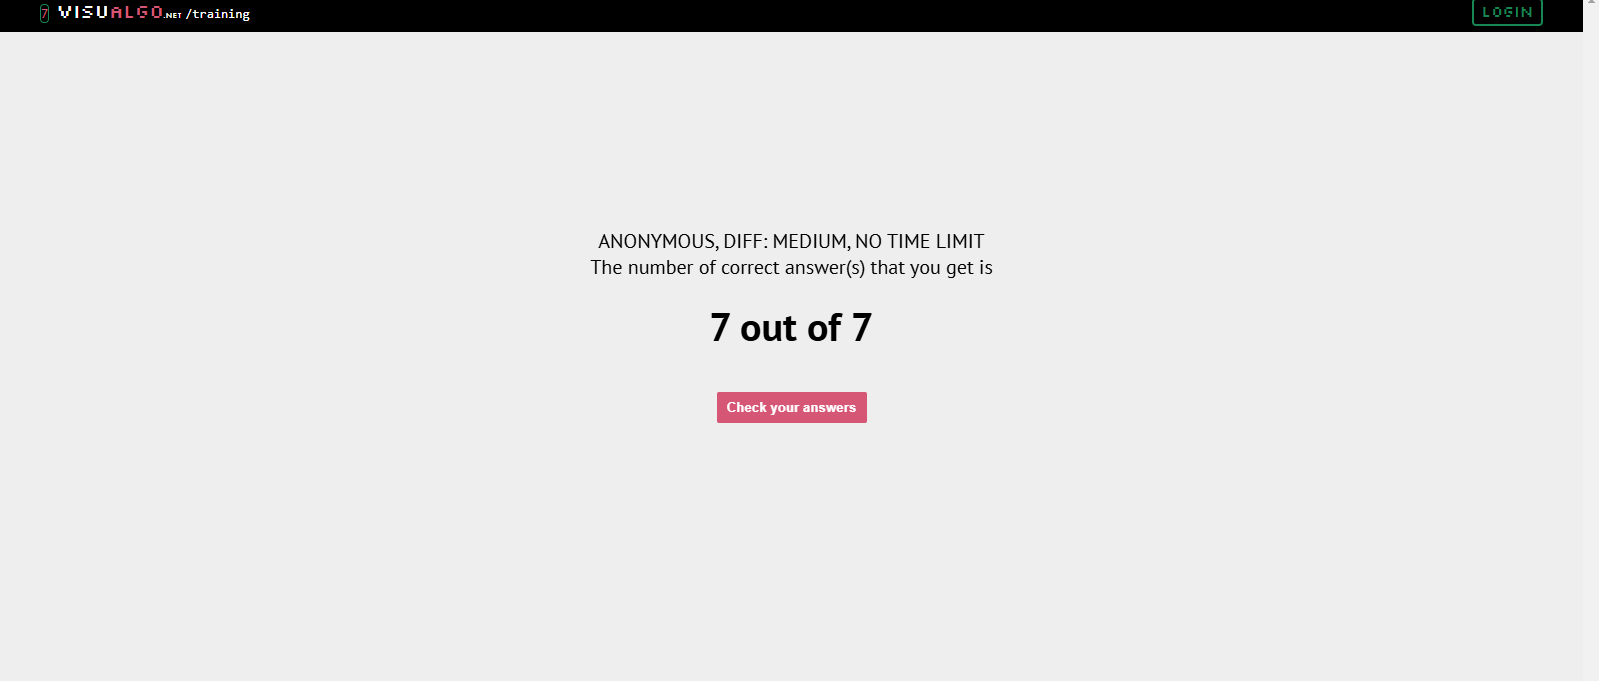 7 VISUALGO.NET /training
LOGIN
ANONYMOUS, DIFF: MEDIUM, NO TIME LIMIT
The number of correct answer(s) that you get is
7 out of 7
Check your answers